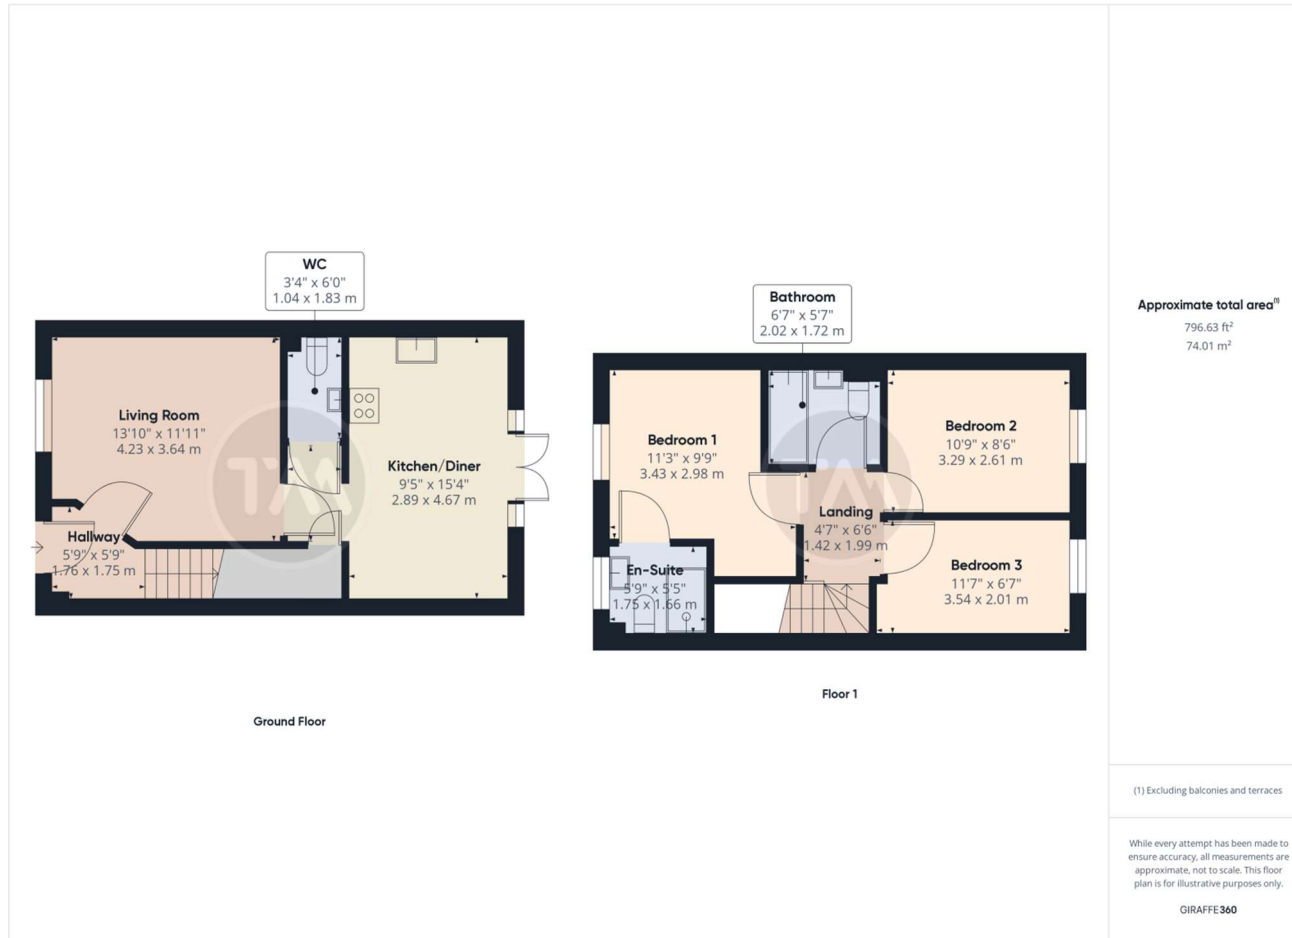 WC
3'4" x 6'0"
1.04 x 1.83 m
Living Room
13'10" x 11'11"
4.23 x 3.64 m
Kitchen/Diner
9'5" x 15'4"
2.89 x 4.67 m
Hallway
5'9" x 5'9"
1.76 x 1.75 m
TM
Ground Floor
Bathroom
6'7" x 5'7"
2.02 x 1.72 m
Bedroom 1
11'3" x 9'9"
3.43 x 2.98 m
Bedroom 2
10'9" x 8'6"
3.29 x 2.61 m
Landing
4'7" x 6'6"
1.42 x 1.99 m
En-Suite
5'9" x 5'5"
1.75 x 1.66 m
Bedroom 3
11'7" x 6'7"
3.54 x 2.01 m
TM
Floor 1
Approximate total area(1)
796.63 ft²
74.01 m²
(1) Excluding balconies and terraces
While every attempt has been made to
ensure accuracy, all measurements are
approximate, not to scale. This floor
plan is for illustrative purposes only.
GIRAFFE360